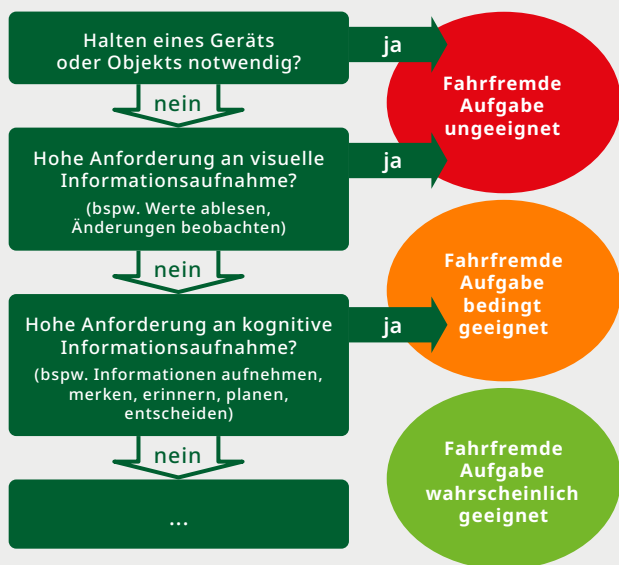 Halten eines Geräts
oder Objekts notwendig?
ja
Fahrfremde
Aufgabe
ungeeignet
nein
Hohe Anforderung an visuelle
Informationsaufnahme?
(bspw. Werte ablesen,
Änderungen beobachten)
ja
nein
Hohe Anforderung an kognitive
Informationsaufnahme?
(bspw. Informationen aufnehmen,
merken, erinnern, planen,
entscheiden)
ja
Fahrfremde
Aufgabe
bedingt
geeignet
nein
...
Fahrfremde
Aufgabe
wahrscheinlich
geeignet